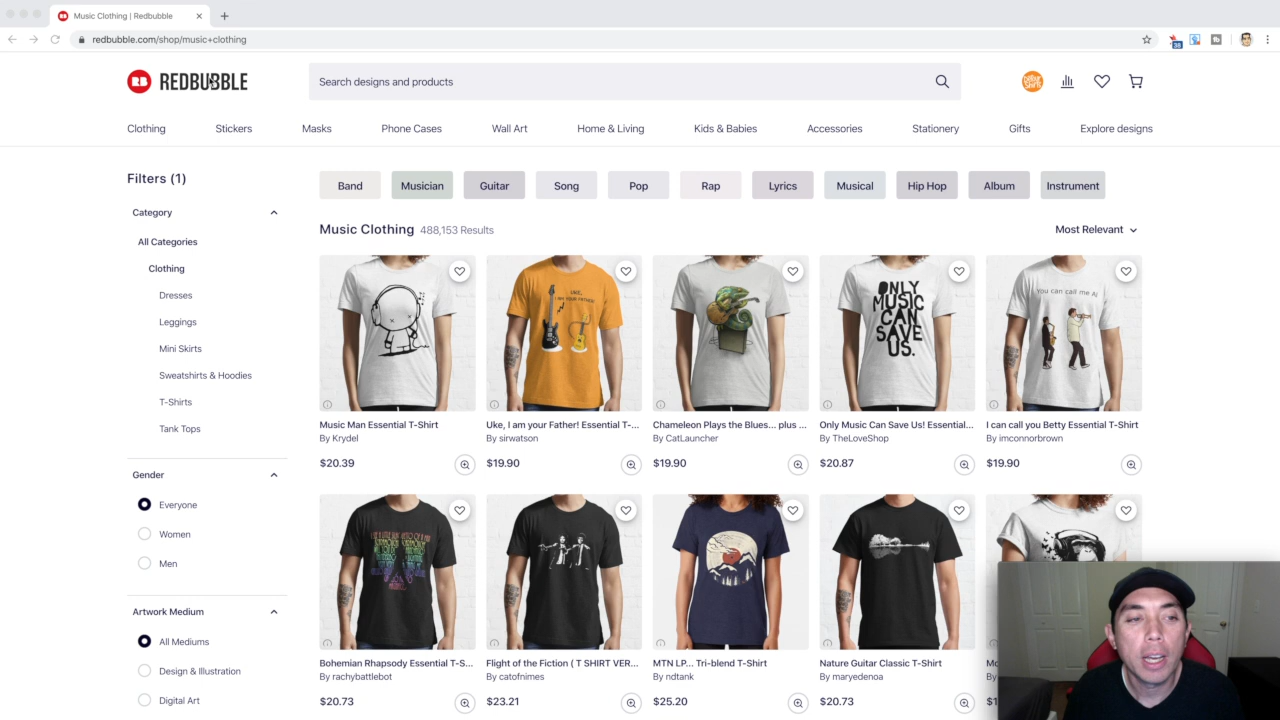 Music Clothing | Redbubble
redbubble.com/shop/music+clothing
38
RB REDBUBBLE
Search designs and products
Clothing Stickers Masks Phone Cases Wall Art Home & Living Kids & Babies Accessories Stationery Gifts Explore designs
Filters (1)
Category
All Categories
Clothing
Dresses
Leggings
Mini Skirts
Sweatshirts & Hoodies
T-Shirts
Tank Tops
Gender
Everyone
Women
Men
Artwork Medium
All Mediums
Design & Illustration
Digital Art
Band Musician Guitar Song Pop Rap Lyrics Musical Hip Hop Album Instrument
Music Clothing 488,153 Results
Most Relevant
UKE,
I AM YOUR FATHER!
ONLY
MUSIC
CAN
SAVE
US.
You can call me Al
Music Man Essential T-Shirt
By Krydel
$20.39
Uke, I am your Father! Essential T-...
By sirwatson
$19.90
Chameleon Plays the Blues... plus ...
By CatLauncher
$19.90
Only Music Can Save Us! Essential...
By TheLoveShop
$20.87
I can call you Betty Essential T-Shirt
By imconnorbrown
$19.90
Bohemian Rhapsody Essential T-S...
By rachybattlebot
$20.73
Flight of the Fiction ( T SHIRT VER...
By catofnimes
$23.21
MTN LP... Tri-blend T-Shirt
By ndtank
$25.20
Nature Guitar Classic T-Shirt
By maryedenoa
$20.73